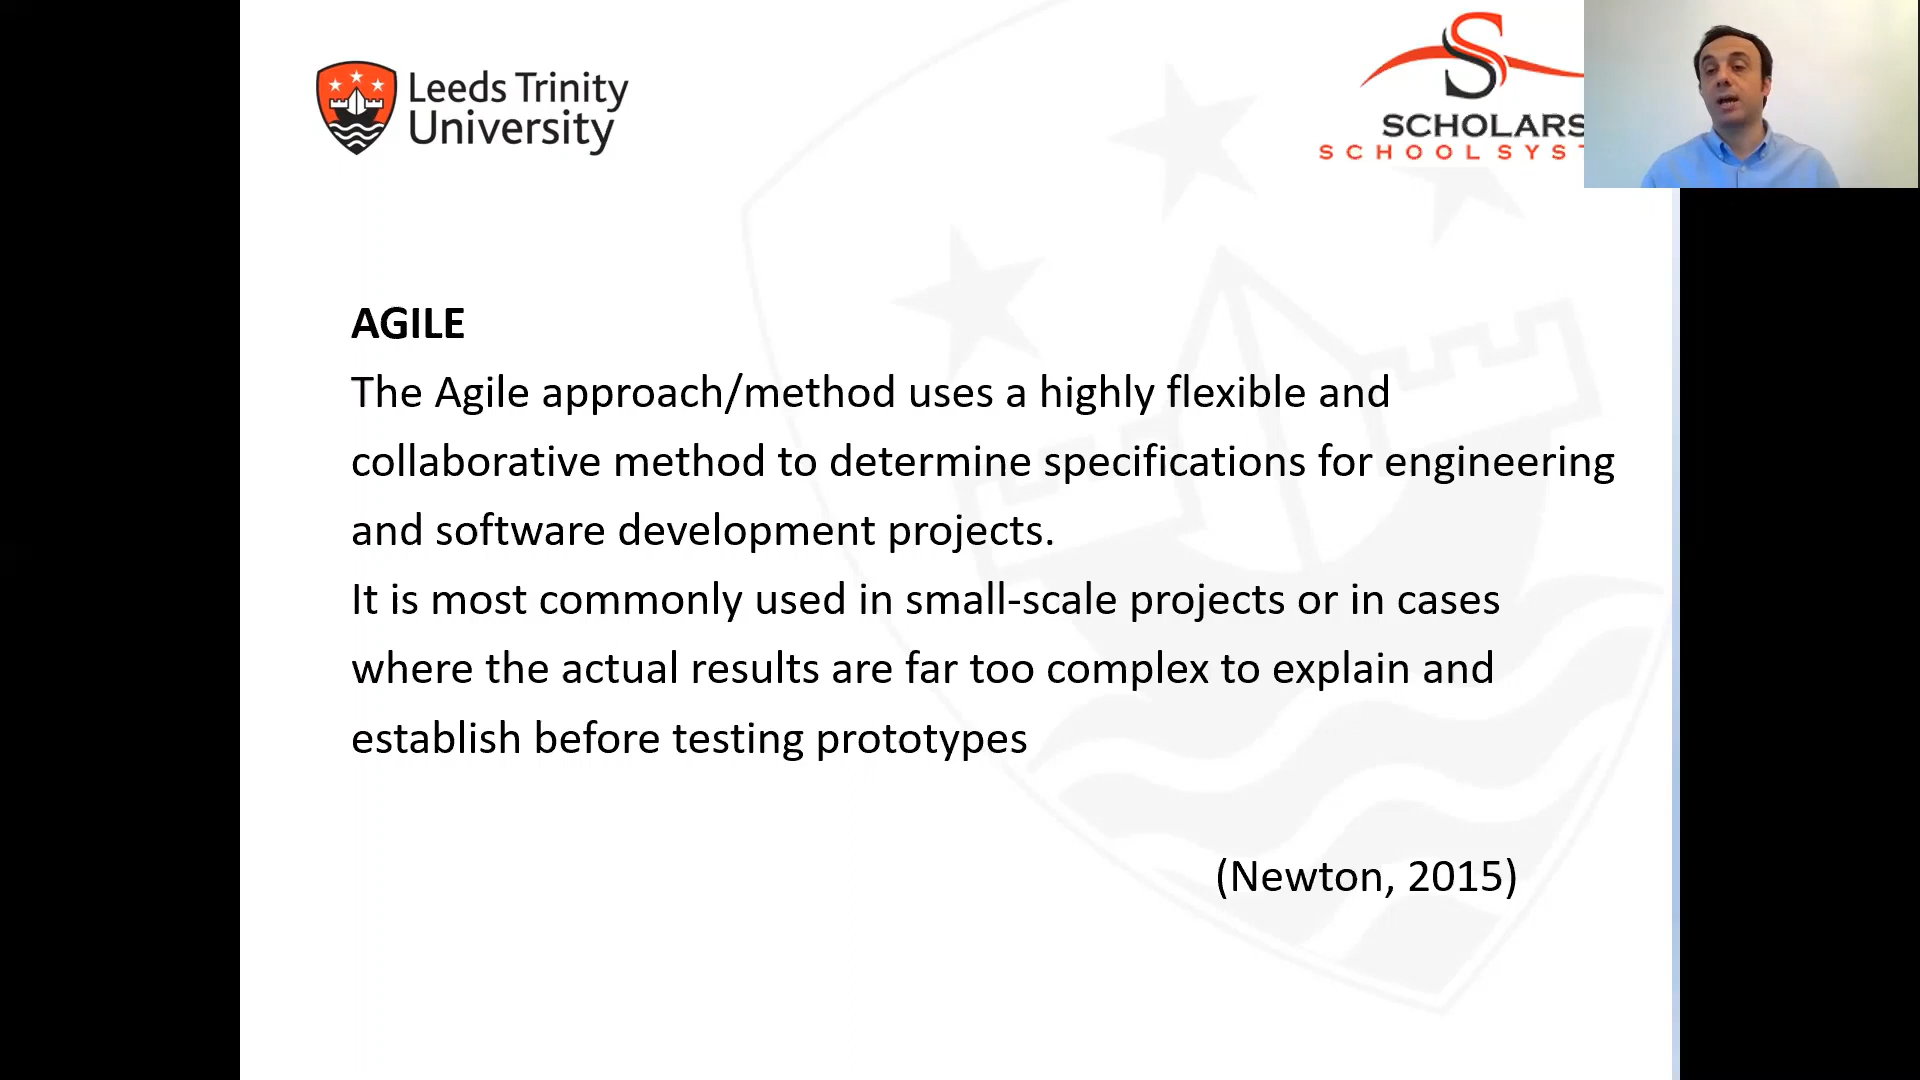 Leeds Trinity
University
SCHOLARS
SCHOOL SYST
AGILE
The Agile approach/method uses a highly flexible and
collaborative method to determine specifications for engineering
and software development projects.
It is most commonly used in small-scale projects or in cases
where the actual results are far too complex to explain and
establish before testing prototypes
(Newton, 2015)